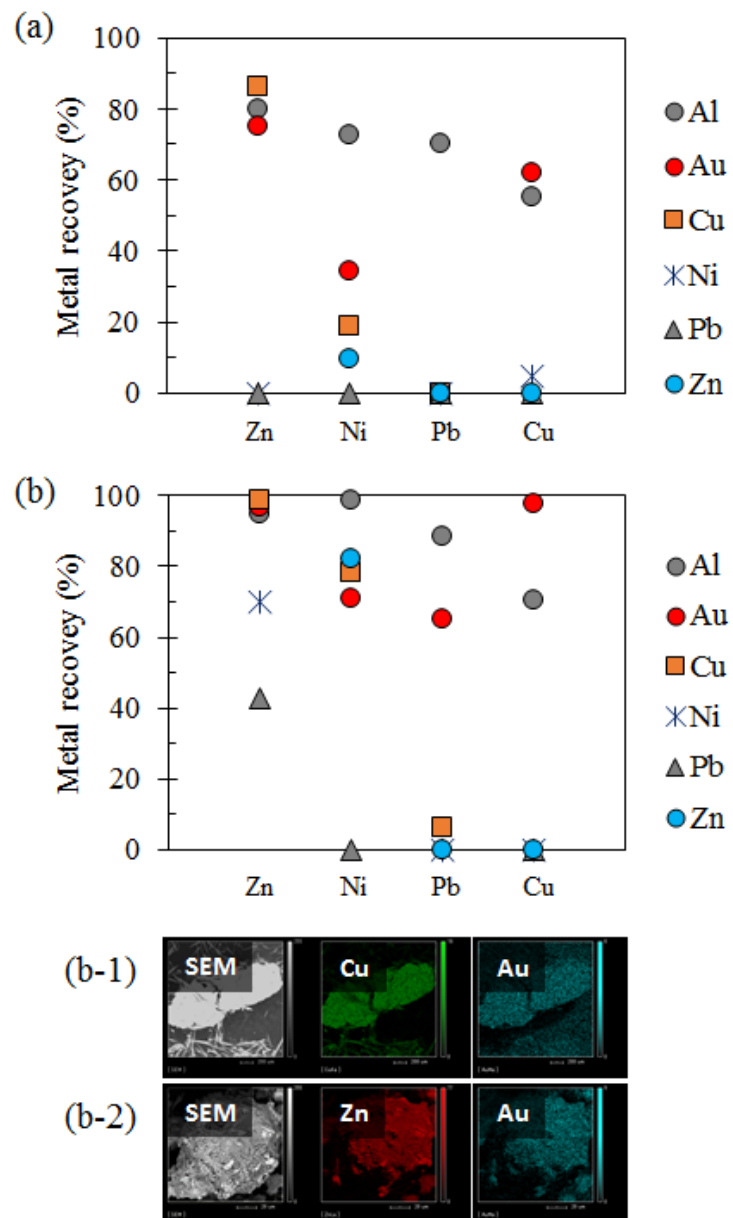 (a)
Metal recovey (%)
100
80
60
40
20
0
Zn Ni Pb Cu
Al
Au
Cu
Ni
Pb
Zn
(b)
Metal recovey (%)
100
80
60
40
20
0
Zn Ni Pb Cu
Al
Au
Cu
Ni
Pb
Zn
(b-1)
SEM Cu Au
(b-2)
SEM Zn Au